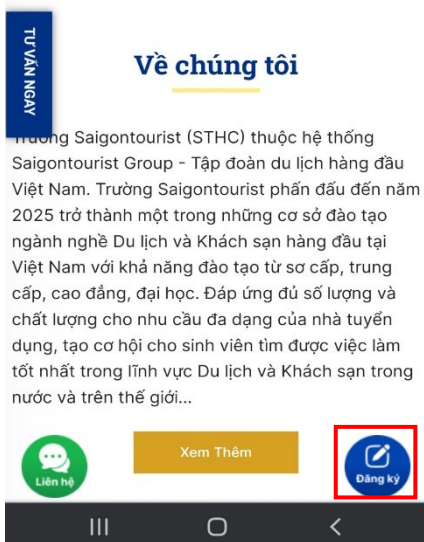 TƯ VẤN NGAY
Về chúng tôi
Trường Saigontourist (STHC) thuộc hệ thống
Saigontourist Group - Tập đoàn du lịch hàng đầu
Việt Nam. Trường Saigontourist phấn đấu đến năm
2025 trở thành một trong những cơ sở đào tạo
ngành nghề Du lịch và Khách sạn hàng đầu tại
Việt Nam với khả năng đào tạo từ sơ cấp, trung
cấp, cao đẳng, đại học. Đáp ứng đủ số lượng và
chất lượng cho nhu cầu đa dạng của nhà tuyển
dụng, tạo cơ hội cho sinh viên tìm được việc làm
tốt nhất trong lĩnh vực Du lịch và Khách sạn trong
nước và trên thế giới...
Xem Thêm
Liên hệ
Đăng ký